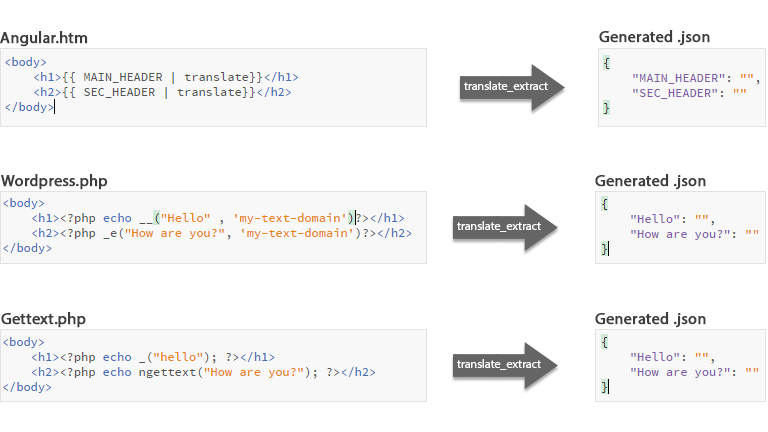 Angular.htm
<body>
    <h1>{{ MAIN_HEADER | translate}}</h1>
    <h2>{{ SEC_HEADER | translate}}</h2>
</body>
translate_extract
Generated .json
{
    "MAIN_HEADER": "",
    "SEC_HEADER": ""
}
Wordpress.php
<body>
    <h1><?php echo __("Hello" , 'my-text-domain')?></h1>
    <h2><?php _e("How are you?", 'my-text-domain')?></h2>
</body>
translate_extract
Generated .json
{
    "Hello": "",
    "How are you?": ""
}
Gettext.php
<body>
    <h1><?php echo _("hello"); ?></h1>
    <h2><?php echo ngettext("How are you?"); ?></h2>
</body>
translate_extract
Generated .json
{
    "Hello": "",
    "How are you?": ""
}